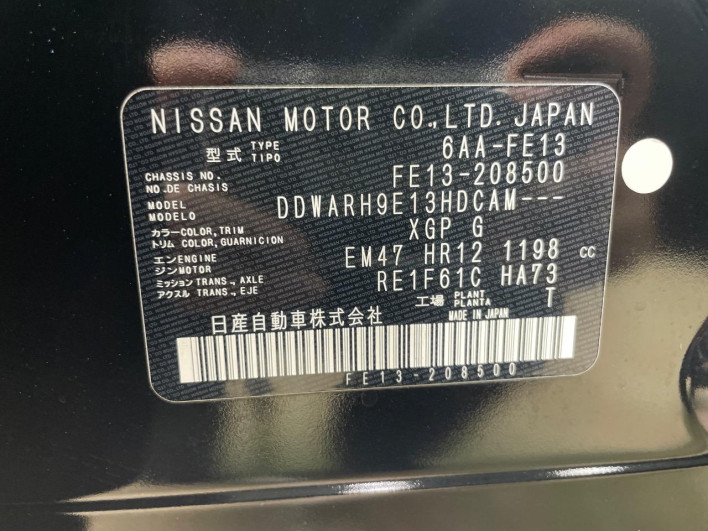 NISSAN MOTOR CO.,LTD. JAPAN
型式 TYPE TIPO 6AA-FE13
CHASSIS NO. NO.DE CHASSIS FE13-208500
MODEL MODELO DDWARH9E13HDCAM---
カラー COLOR, TRIM トリム COLOR, GUARNICION XGP G
エンジン ENGINE MOTOR EM47 HR12 1198 CC
ミッション TRANS., AXLE アクスル TRANS., EJE RE1F61C HA73
工場 PLANT PLANTA T
日産自動車株式会社 MADE IN JAPAN
FE13-208500